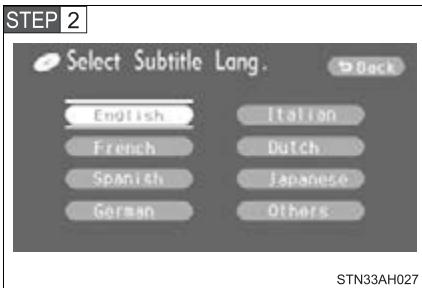 STEP 2
Select Subtitle Lang.
Back
English
Italian
French
Dutch
Spanish
Japanese
German
Others
STN33AH027